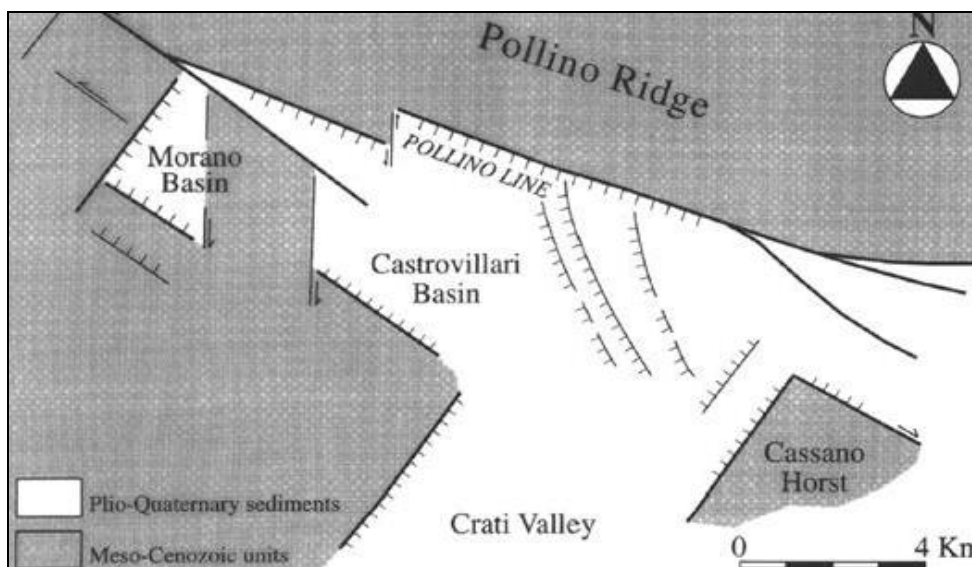 N
Pollino Ridge
POLLINO LINE
Morano
Basin
Castrovillari
Basin
Cassano
Horst
Crati Valley
Plio-Quaternary sediments
Meso-Cenozoic units
0 4 Km